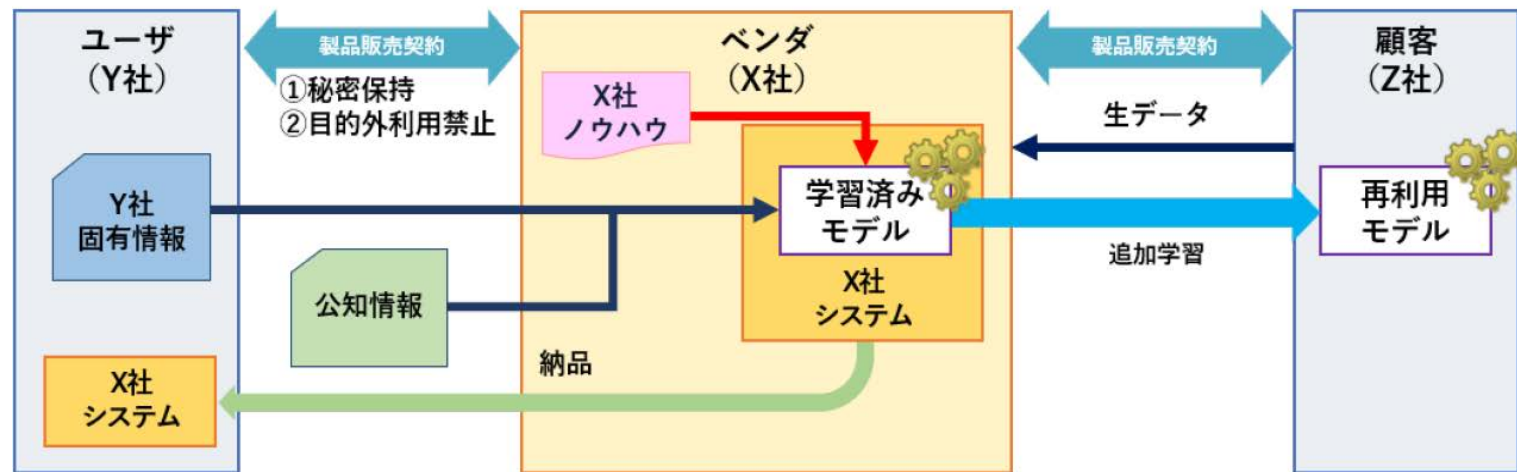 ユーザ
（Y社）
製品販売契約
①秘密保持
②目的外利用禁止
ベンダ
（X社）
製品販売契約
顧客
（Z社）
X社
ノウハウ
生データ
Y社
固有情報
学習済み
モデル
再利用
モデル
追加学習
公知情報
X社
システム
納品
X社
システム